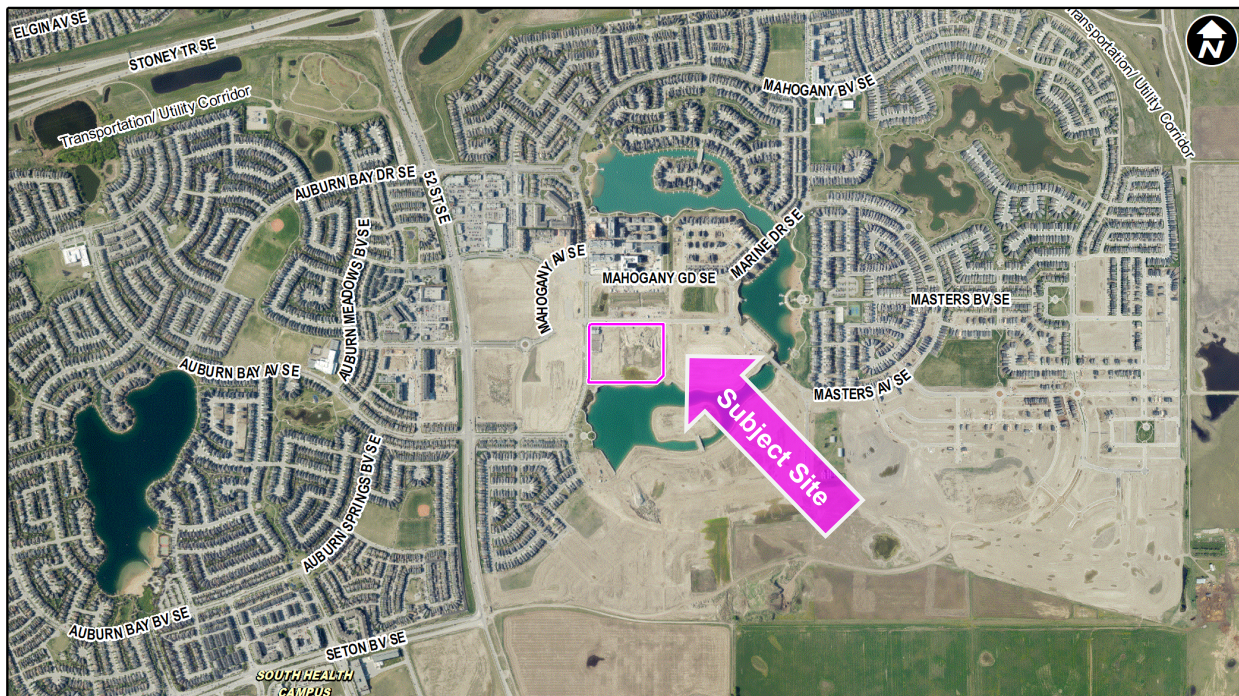 ELGIN AV SE
STONEY TR SE
Transportation/ Utility Corridor
N
Transportation/ Utility Corridor
MAHOGANY BV SE
AUBURN BAY DR SE
52 ST SE
AUBURN MEADOWS BV SE
MAHOGANY AV SE
MARINE DR SE
MAHOGANY GD SE
MASTERS BV SE
AUBURN BAY AV SE
MASTERS AV SE
Subject Site
AUBURN SPRINGS BV SE
AUBURN BAY BV SE
SETON BV SE
SOUTH HEALTH
CAMPUS